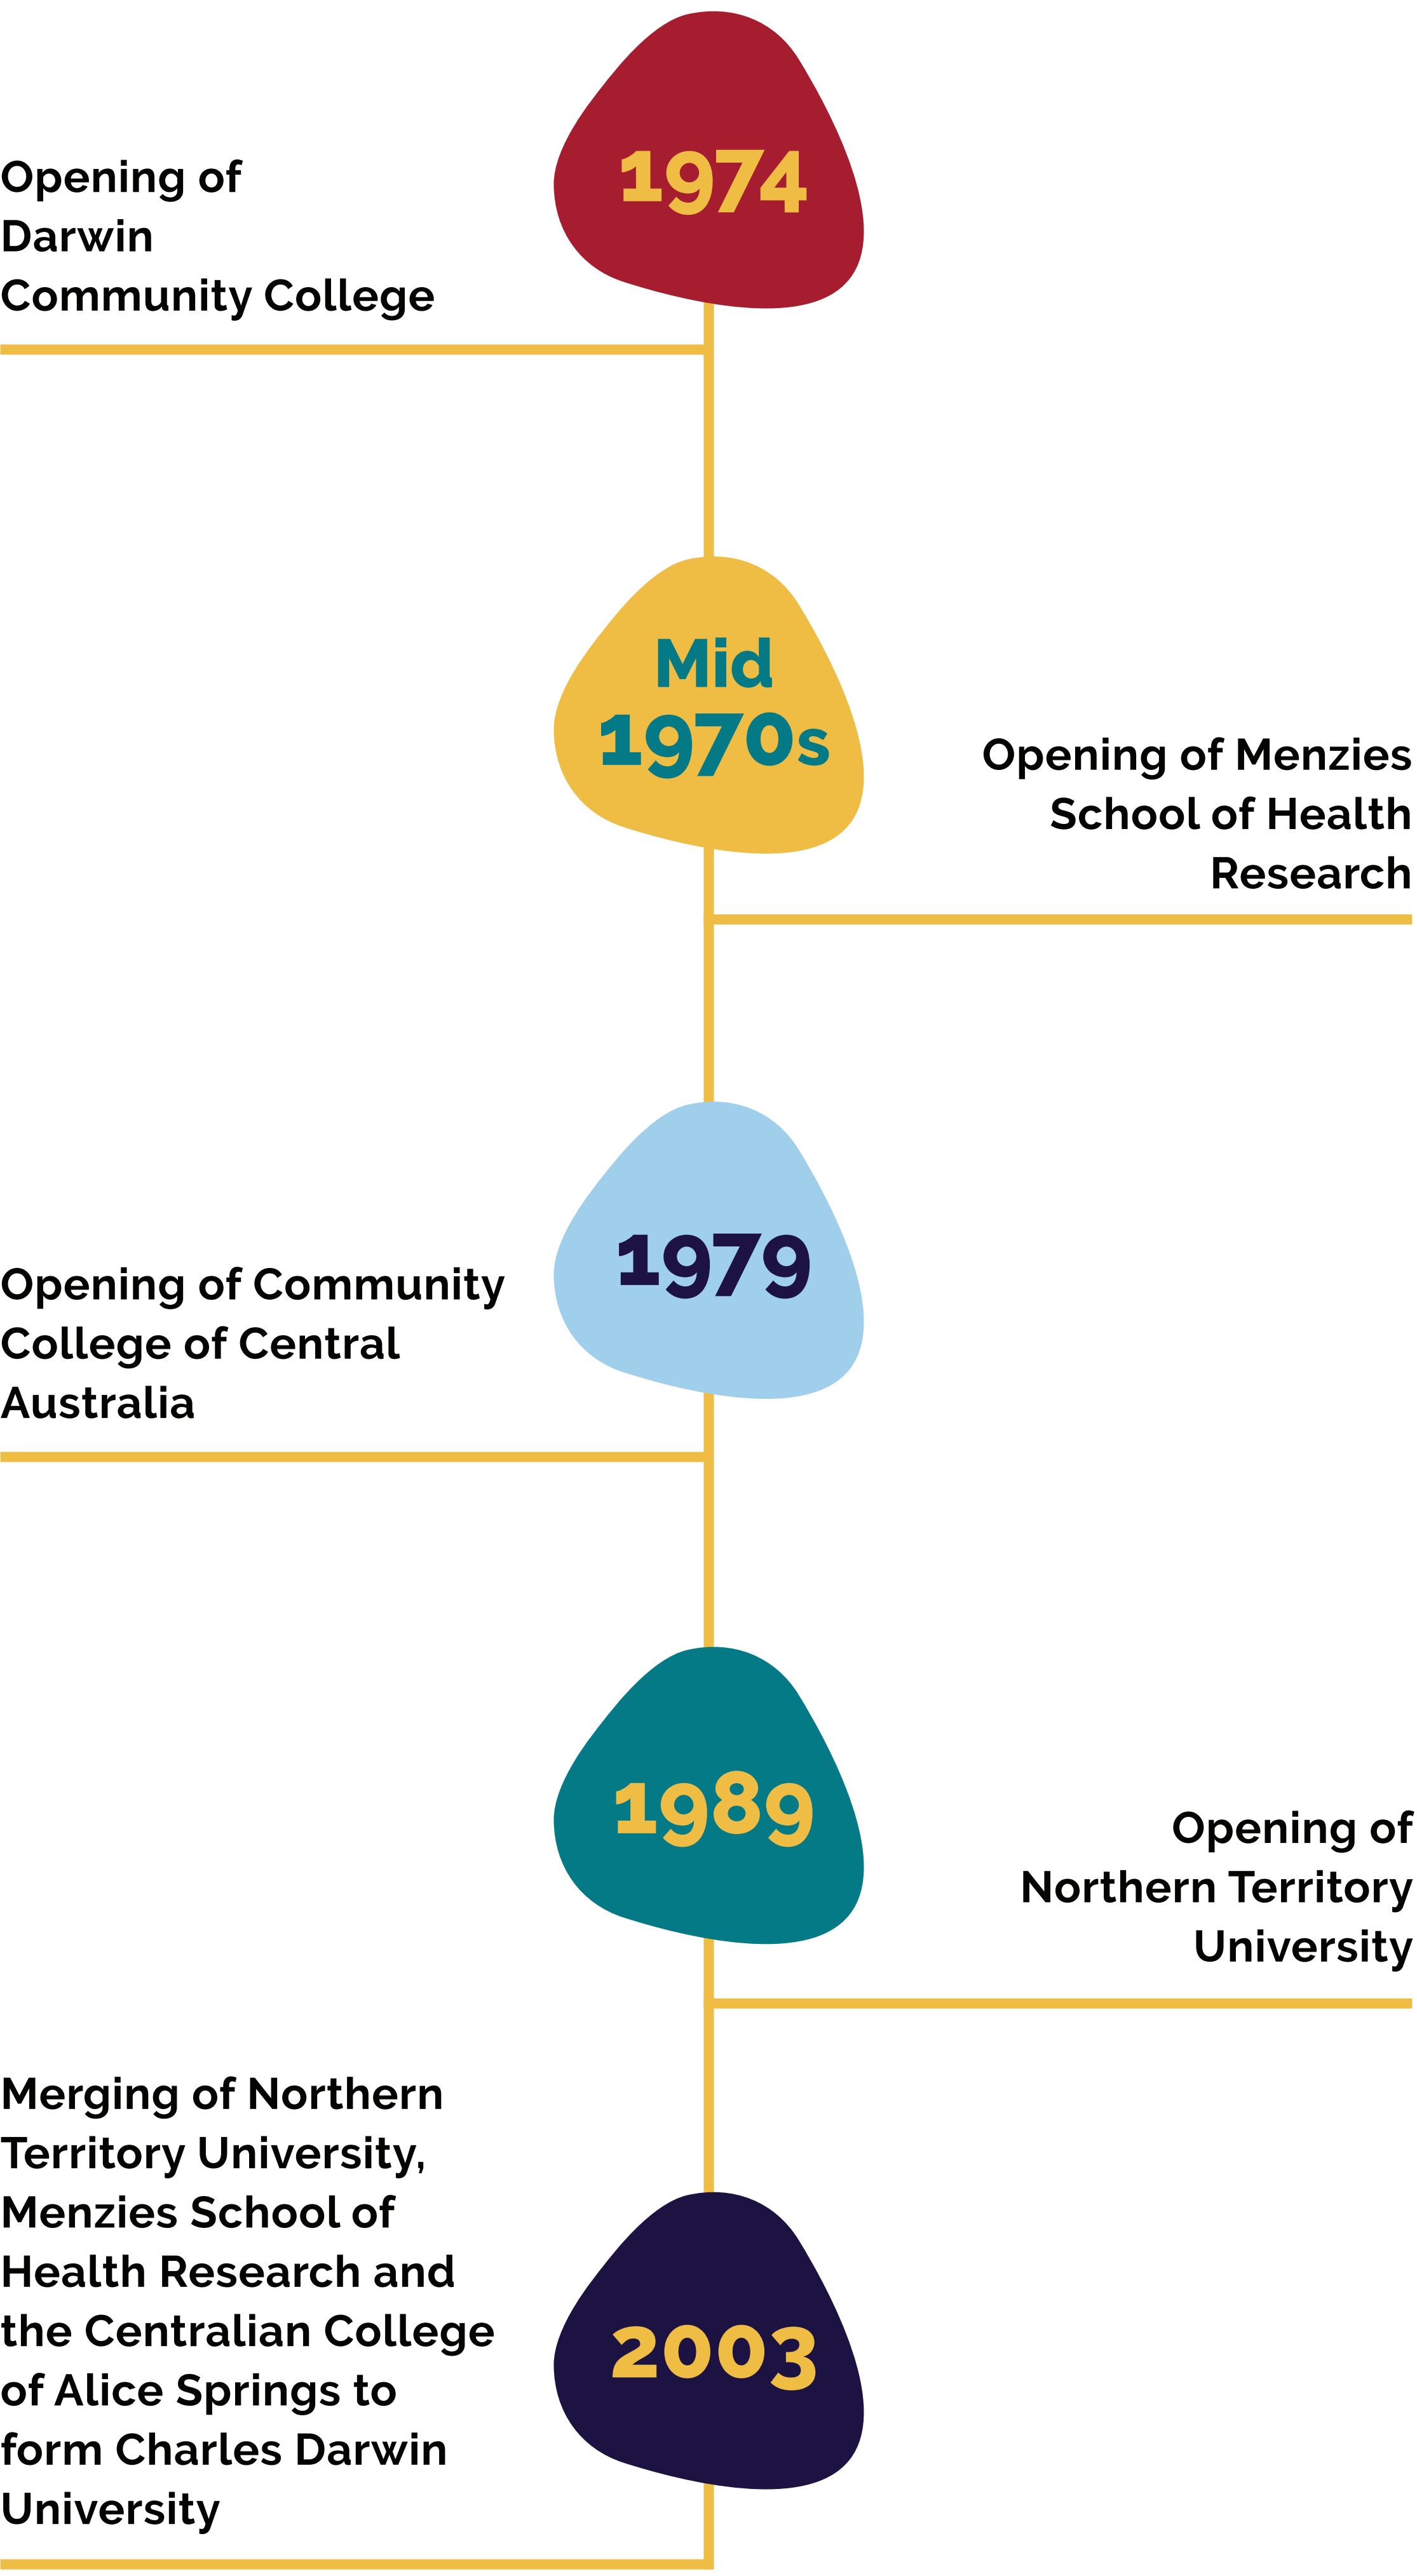 1974
Opening of
Darwin
Community College
Mid
1970s
Opening of Menzies
School of Health
Research
1979
Opening of Community
College of Central
Australia
1989
Opening of
Northern Territory
University
2003
Merging of Northern
Territory University,
Menzies School of
Health Research and
the Centralian College
of Alice Springs to
form Charles Darwin
University